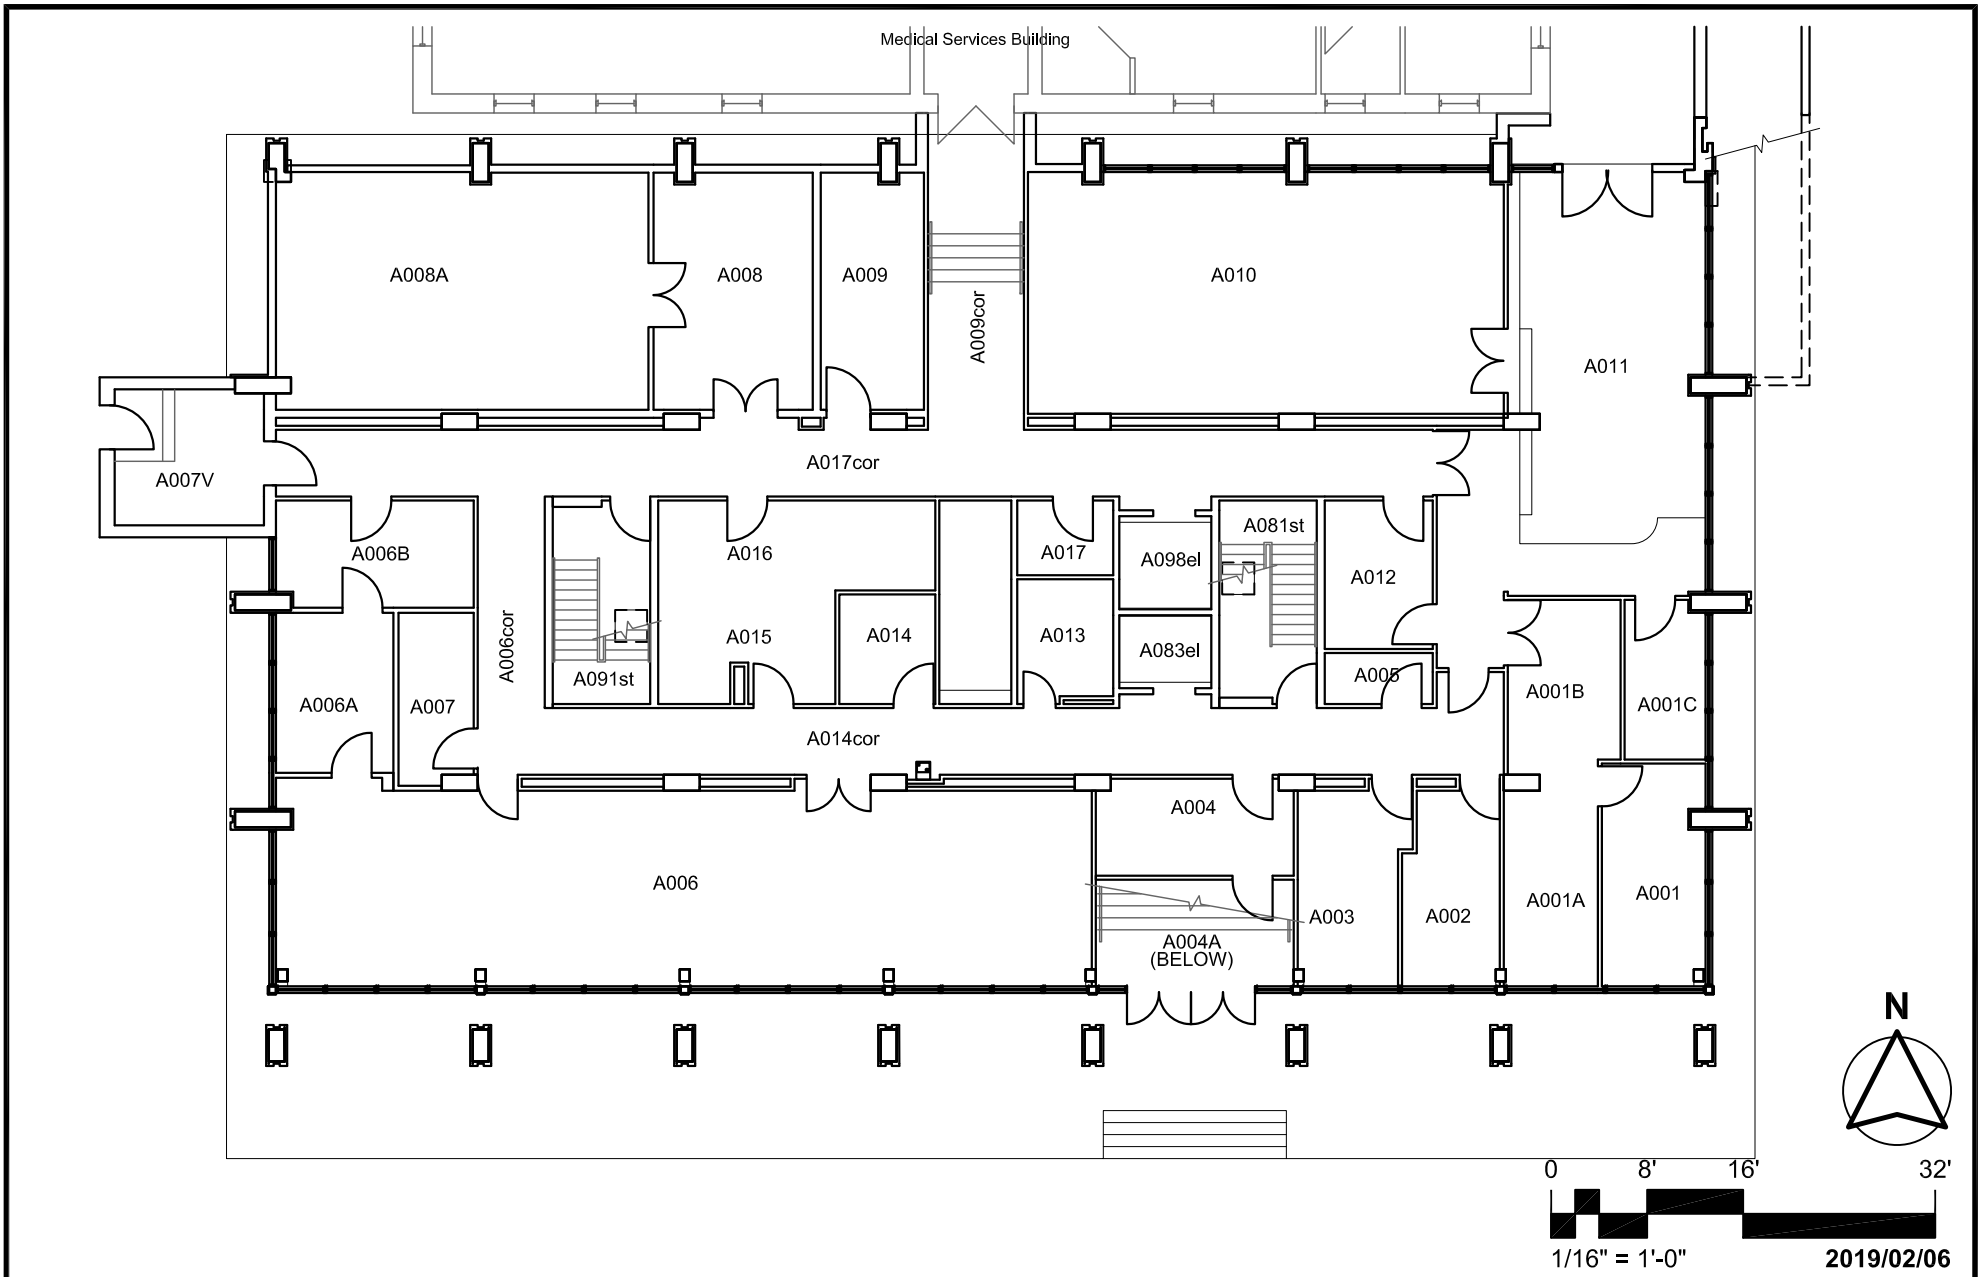 Medical Services Building
A008A
A008
A009
A009cor
A010
A011
A017cor
A007V
A006B
A016
A017
A098el
A081st
A012
A006cor
A015
A014
A013
A083el
A091st
A005
A006A
A007
A001B
A001C
A014cor
A004
A006
A003
A002
A001A
A001
A004A
(BELOW)
N
0 8' 16' 32'
1/16" = 1'-0"
2019/02/06